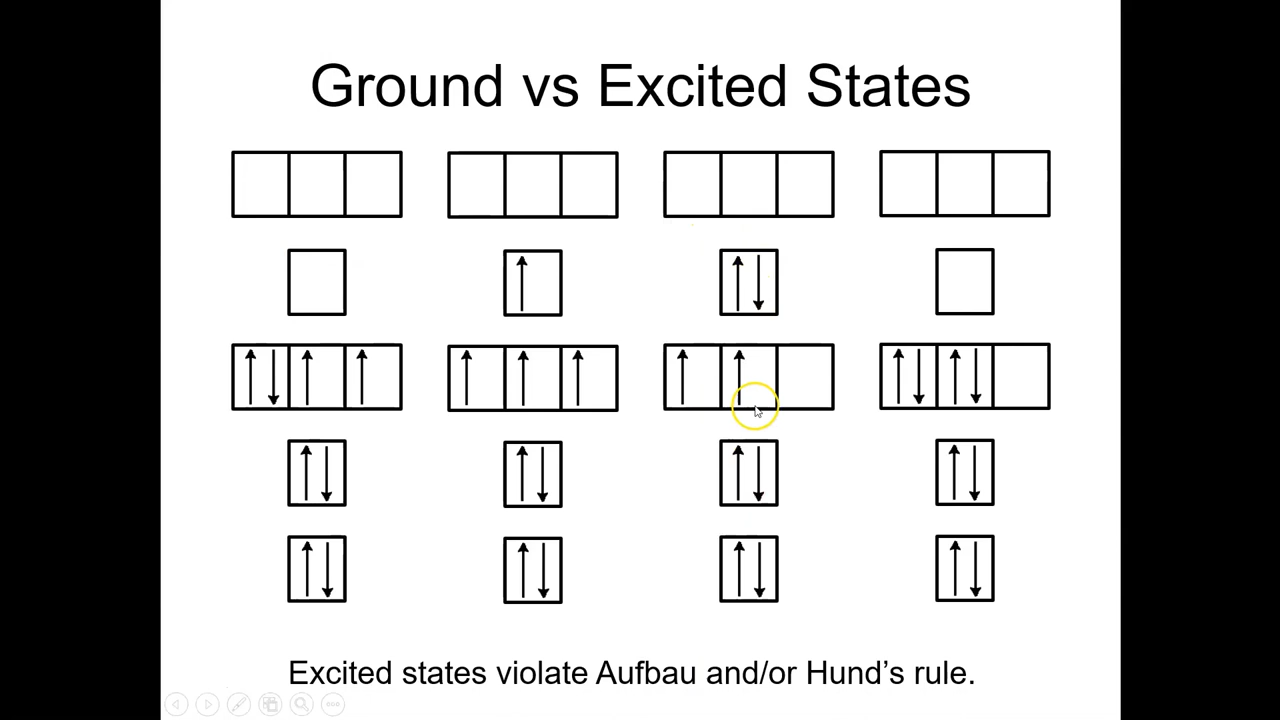 Ground vs Excited States
Excited states violate Aufbau and/or Hund’s rule.